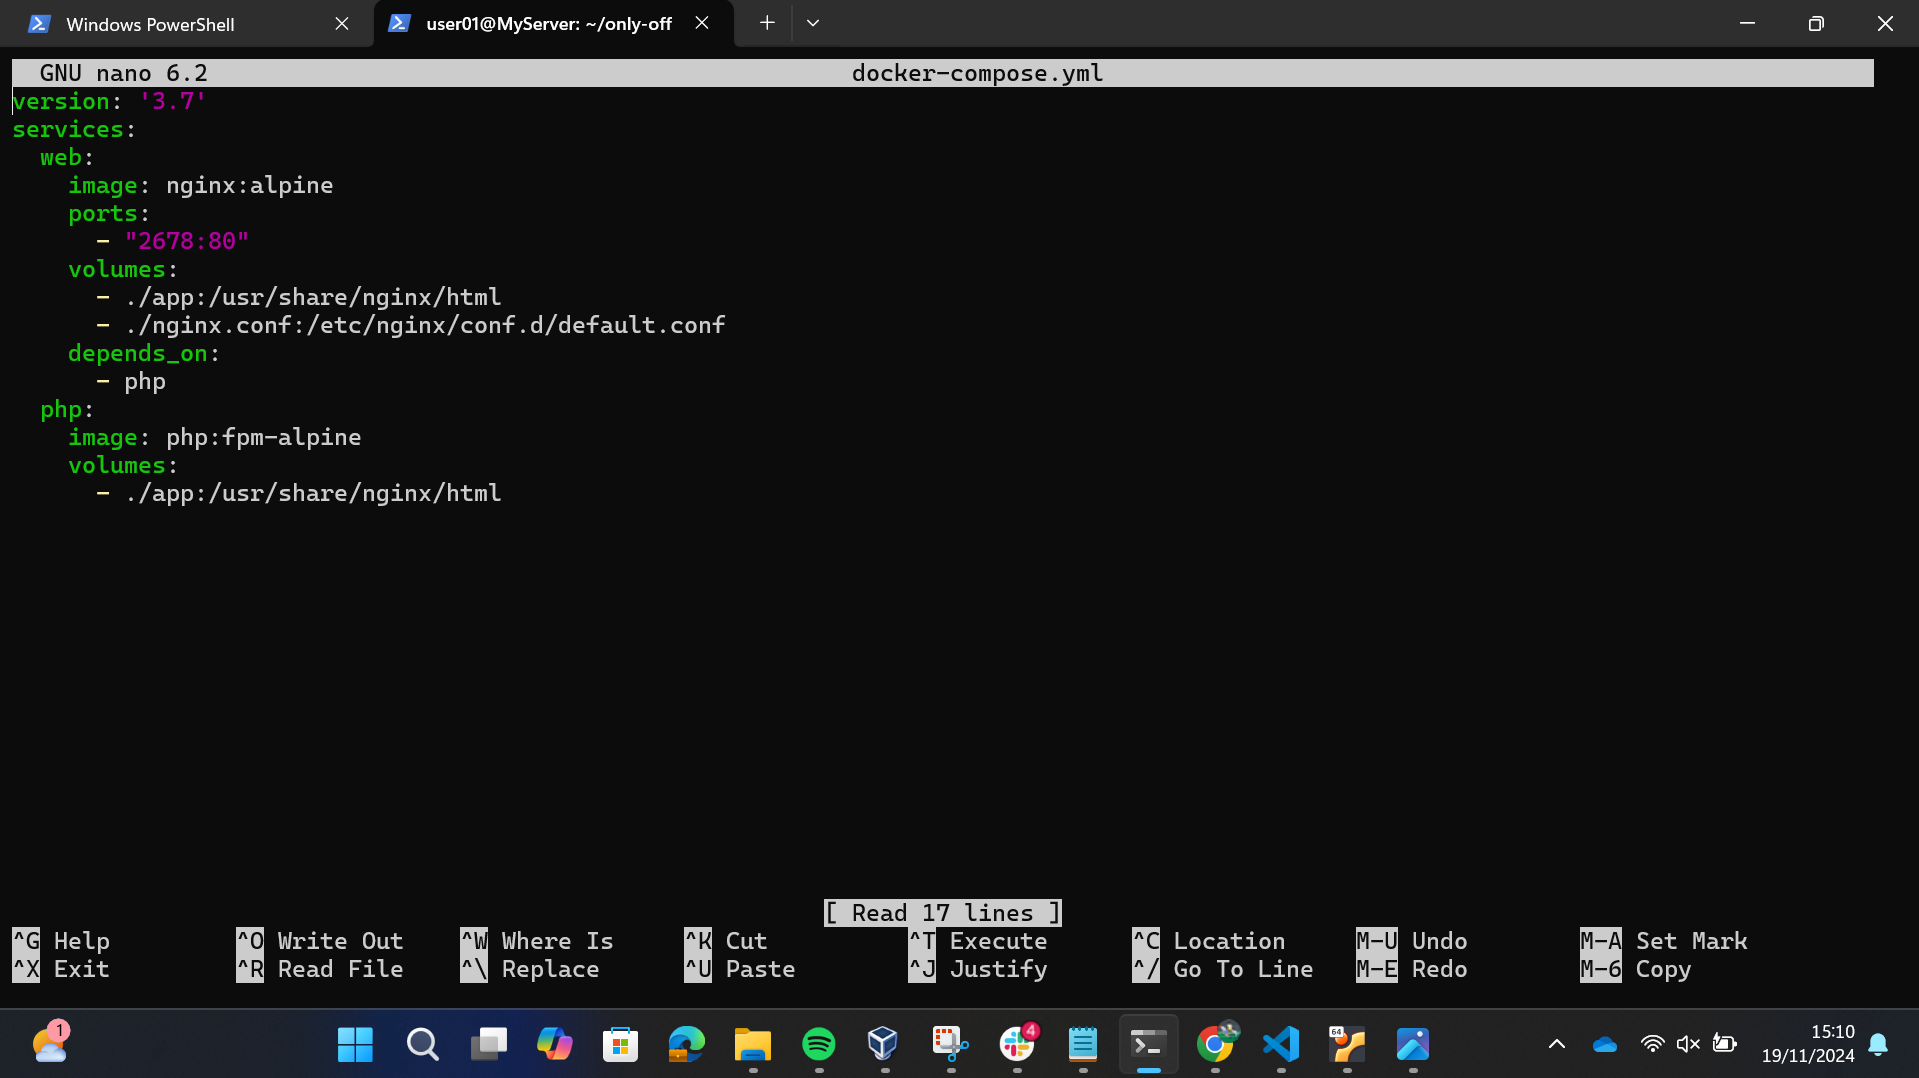 Windows PowerShell
user01@MyServer: ~/only-off
GNU nano 6.2 docker-compose.yml
version: '3.7'
services:
  web:
    image: nginx:alpine
    ports:
      - "2678:80"
    volumes:
      - ./app:/usr/share/nginx/html
      - ./nginx.conf:/etc/nginx/conf.d/default.conf
    depends_on:
      - php
  php:
    image: php:fpm-alpine
    volumes:
      - ./app:/usr/share/nginx/html
[ Read 17 lines ]
^G Help ^O Write Out ^W Where Is ^K Cut ^T Execute ^C Location M-U Undo M-A Set Mark
^X Exit ^R Read File ^\ Replace ^U Paste ^J Justify ^/ Go To Line M-E Redo M-6 Copy
1
4
64
15:10
19/11/2024